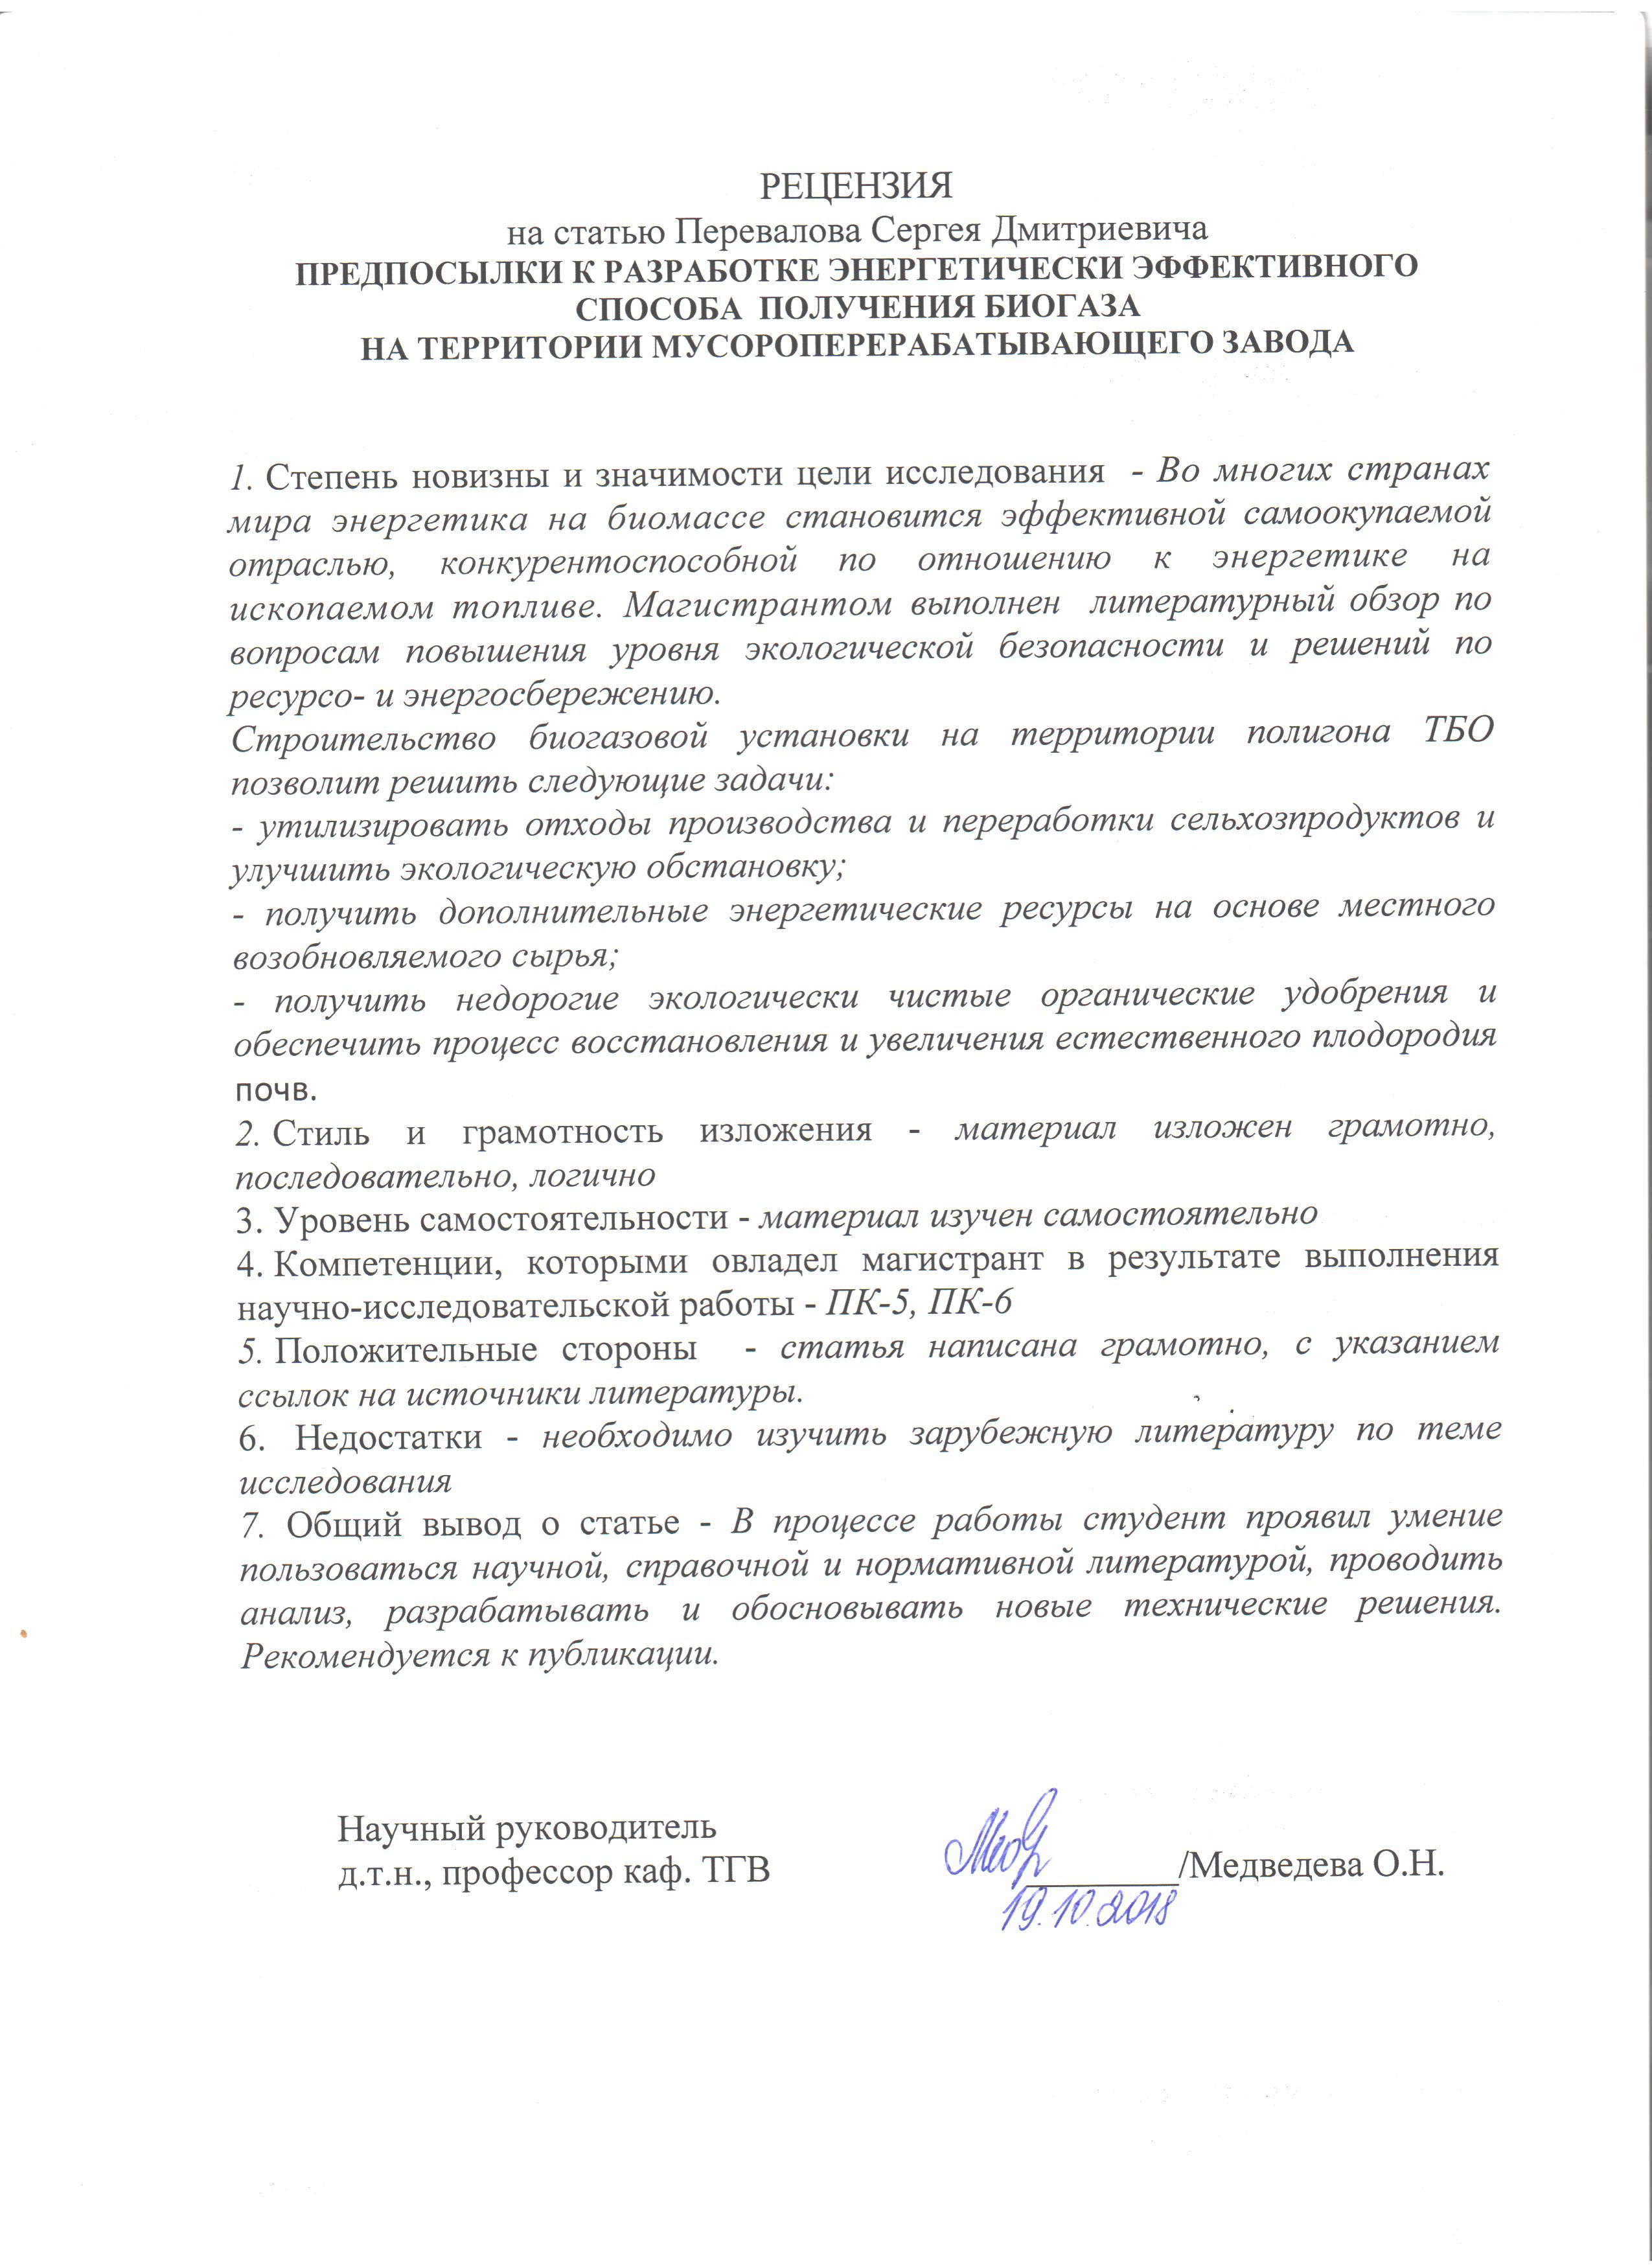 РЕЦЕНЗИЯ
на статью Перевалова Сергея Дмитриевича
ПРЕДПОСЫЛКИ К РАЗРАБОТКЕ ЭНЕРГЕТИЧЕСКИ ЭФФЕКТИВНОГО
СПОСОБА ПОЛУЧЕНИЯ БИОГАЗА
НА ТЕРРИТОРИИ МУСОРОПЕРЕРАБАТЫВАЮЩЕГО ЗАВОДА
1. Степень новизны и значимости цели исследования - Во многих странах
мира энергетика на биомассе становится эффективной самоокупаемой
отраслью, конкурентоспособной по отношению к энергетике на
ископаемом топливе. Магистрантом выполнен литературный обзор по
вопросам повышения уровня экологической безопасности и решений по
ресурсо- и энергосбережению.
Строительство биогазовой установки на территории полигона ТБО
позволит решить следующие задачи:
- утилизировать отходы производства и переработки сельхозпродуктов и
улучшить экологическую обстановку;
- получить дополнительные энергетические ресурсы на основе местного
возобновляемого сырья;
- получить недорогие экологически чистые органические удобрения и
обеспечить процесс восстановления и увеличения естественного плодородия
почв.
2. Стиль и грамотность изложения - материал изложен грамотно,
последовательно, логично
3. Уровень самостоятельности - материал изучен самостоятельно
4. Компетенции, которыми овладел магистрант в результате выполнения
научно-исследовательской работы - ПК-5, ПК-6
5. Положительные стороны - статья написана грамотно, с указанием
ссылок на источники литературы.
6. Недостатки - необходимо изучить зарубежную литературу по теме
исследования
7. Общий вывод о статье - В процессе работы студент проявил умение
пользоваться научной, справочной и нормативной литературой, проводить
анализ, разрабатывать и обосновывать новые технические решения.
Рекомендуется к публикации.
Научный руководитель
д.т.н., профессор каф. ТГВ /Медведева О.Н.
19.10.2018